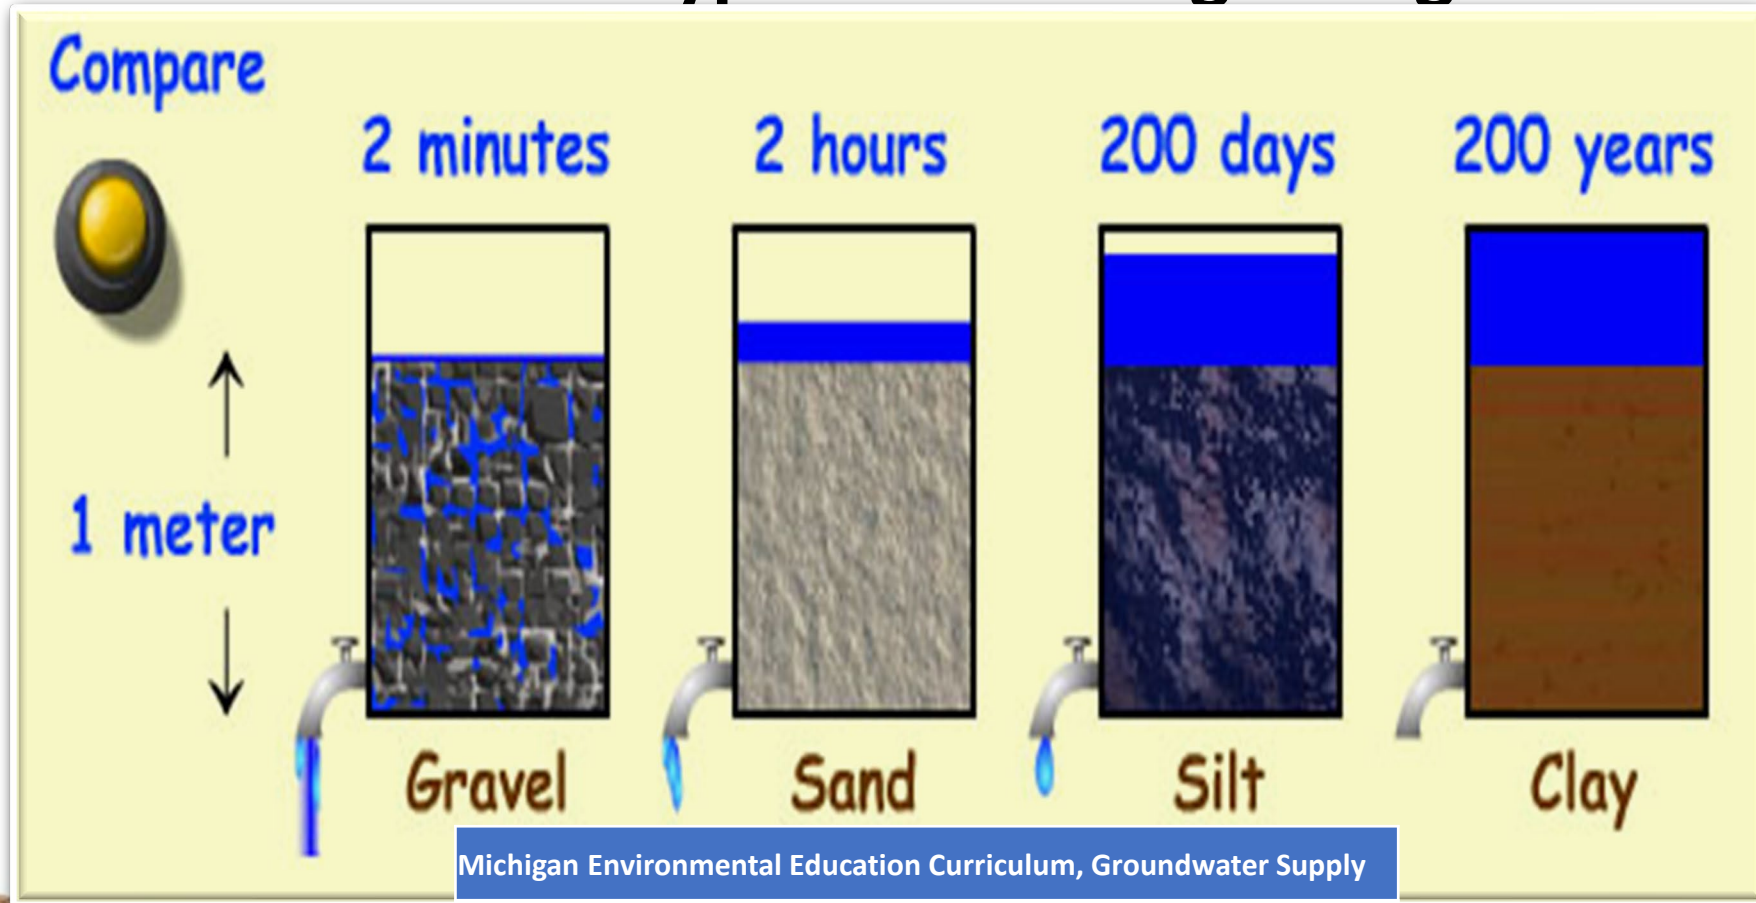 Compare
2 minutes 2 hours 200 days 200 years
1 meter
Gravel Sand Silt Clay
Michigan Environmental Education Curriculum, Groundwater Supply